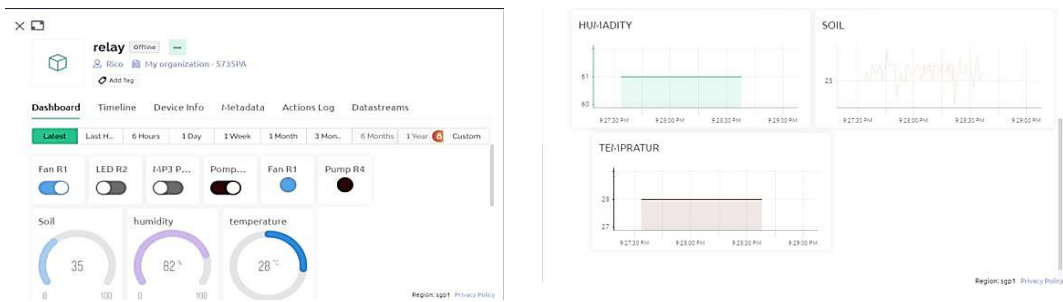 relay Offline ...
Rico My organization - 5735PA
Add Tag
Dashboard Timeline Device Info Metadata Actions Log Datastreams
Latest Last H... 6 Hours 1 Day 1 Week 1 Month 3 Mon... 6 Months 1 Year Custom
Fan R1 LED R2 MP3 P... Pomp... Fan R1 Pump R4
Soil humidity temperature
35 82 % 28 °C
0 100 0 100
Region: sgp1 Privacy Policy
HUMADITY
61
60
9:27:30 PM 9:28:00 PM 9:28:30 PM 9:29:00 PM
SOIL
25
9:27:30 PM 9:28:00 PM 9:28:30 PM 9:29:00 PM
TEMPRATUR
28
27
9:27:30 PM 9:28:00 PM 9:28:30 PM 9:29:00 PM
Region: sgp1 Privacy Policy